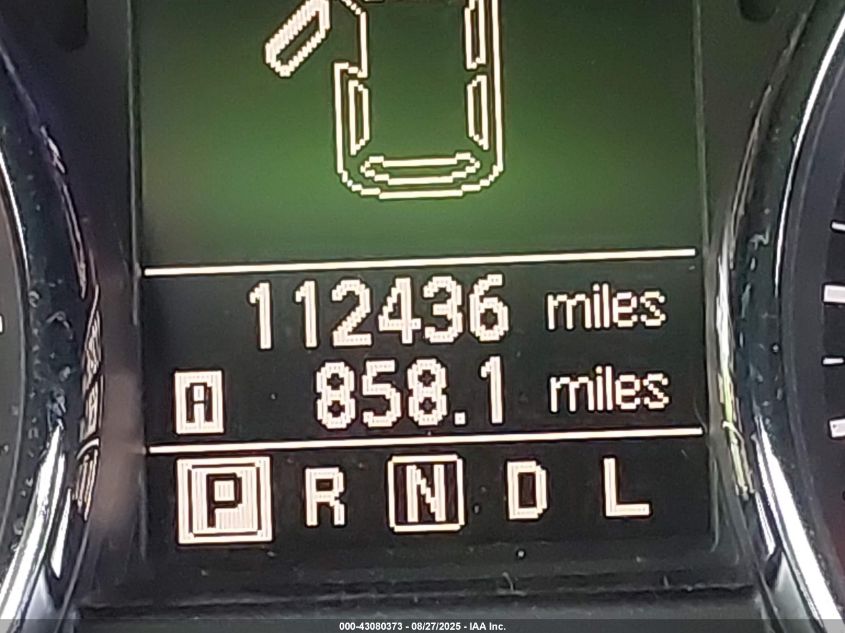 112436 miles
A 858.1 miles
P R N D L
000-43080373 - 08/27/2025 - IAA Inc.